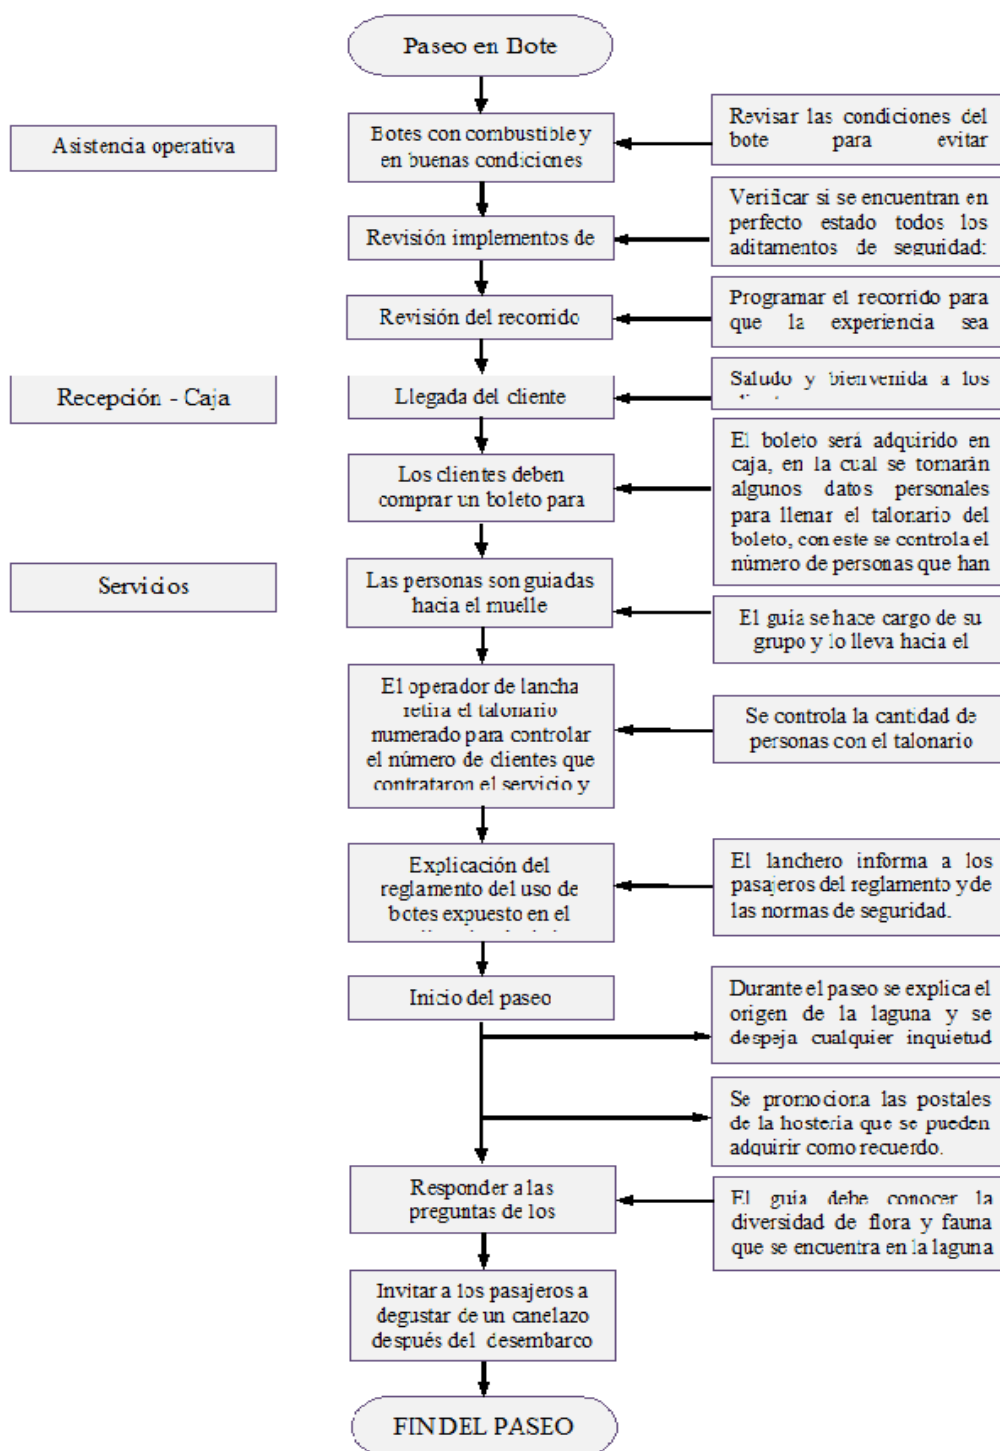 Paseo en Bote
Asistencia operativa
Botes con combustible y
en buenas condiciones
Revisar las condiciones del
bote para evitar
Revisión implementos de
Verificar si se encuentran en
perfecto estado todos los
aditamentos de seguridad:
Revisión del recorrido
Programar el recorrido para
que la experiencia sea
Recepción - Caja
Llegada del cliente
Saludo y bienvenida a los
Los clientes deben
comprar un boleto para
El boleto será adquirido en
caja, en la cual se tomarán
algunos datos personales
para llenar el talonario del
boleto, con este se controla el
número de personas que han
Servicios
Las personas son guiadas
hacia el muelle
El guía se hace cargo de su
grupo y lo lleva hacia el
El operador de lancha
retira el talonario
numerado para controlar
el número de clientes que
contrataron el servicio y
Se controla la cantidad de
personas con el talonario
Explicación del
reglamento del uso de
botes expuesto en el
El lanchero informa a los
pasajeros del reglamento y de
las normas de seguridad.
Inicio del paseo
Durante el paseo se explica el
origen de la laguna y se
despeja cualquier inquietud
Se promociona las postales
de la hostería que se pueden
adquirir como recuerdo.
Responder a las
preguntas de los
El guía debe conocer la
diversidad de flora y fauna
que se encuentra en la laguna
Invitar a los pasajeros a
degustar de un canelazo
después del desembarco
FIN DEL PASEO